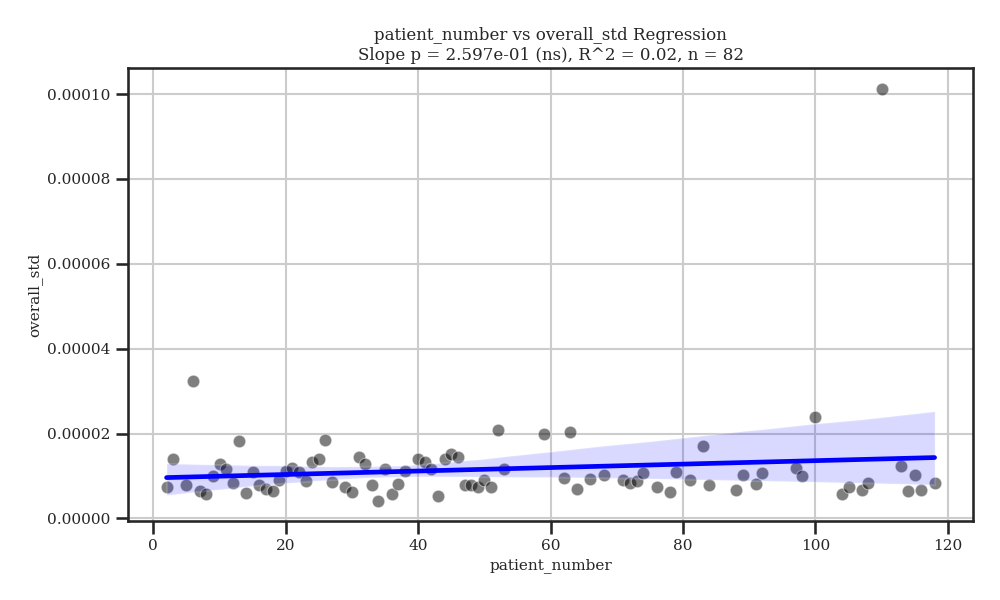 patient_number vs overall_std Regression
Slope p = 2.597e-01 (ns), R^2 = 0.02, n = 82
0.00010
0.00008
0.00006
0.00004
0.00002
0.00000
overall_std
0 20 40 60 80 100 120
patient_number